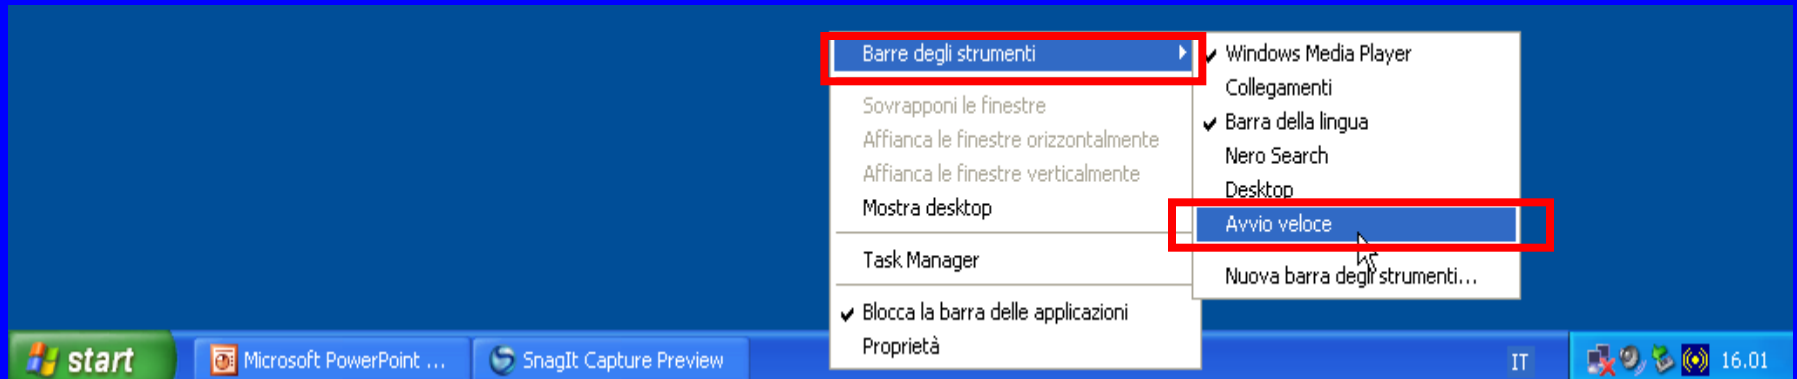 Barre degli strumenti
Sovrapponi le finestre
Affianca le finestre orizzontalmente
Affianca le finestre verticalmente
Mostra desktop
Task Manager
Blocca la barra delle applicazioni
Proprietà
Windows Media Player
Collegamenti
Barra della lingua
Nero Search
Desktop
Avvio veloce
Nuova barra degli strumenti...
start
Microsoft PowerPoint ...
SnagIt Capture Preview
IT
16.01